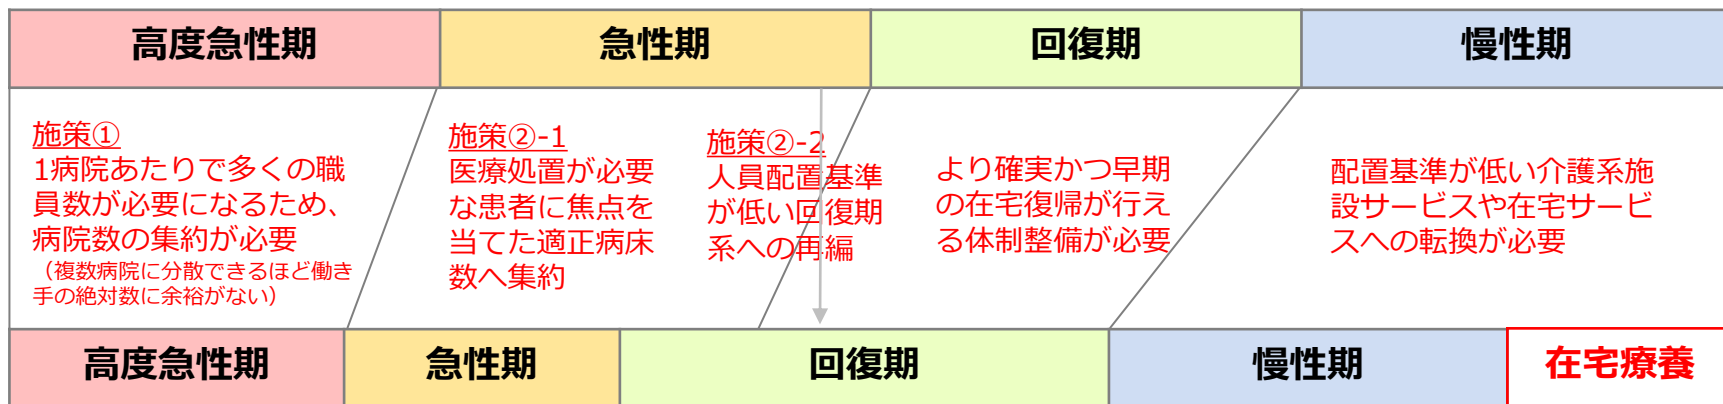 高度急性期
急性期
回復期
慢性期
施策①
1病院あたりで多くの職
員数が必要になるため、
病院数の集約が必要
（複数病院に分散できるほど働き
手の絶対数に余裕がない）
施策②-1
医療処置が必要
な患者に焦点を
当てた適正病床
数へ集約
施策②-2
人員配置基準
が低い回復期
系への再編
より確実かつ早期
の在宅復帰が行え
る体制整備が必要
配置基準が低い介護系施
設サービスや在宅サービ
スへの転換が必要
高度急性期
急性期
回復期
慢性期
在宅療養